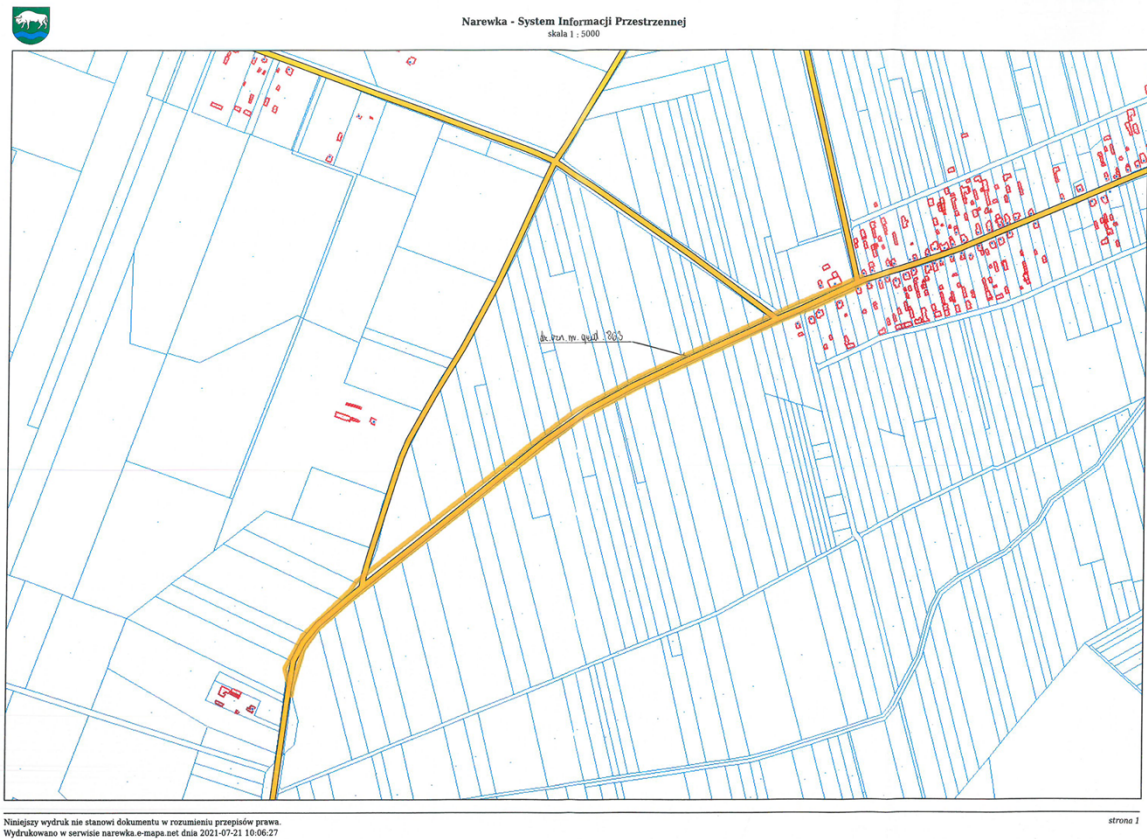 Narewka - System Informacji Przestrzennej
skala 1 : 5000
803
Niniejszy wydruk nie stanowi dokumentu w rozumieniu przepisów prawa.
Wydrukowano w serwisie narewka.e-mapa.net dnia 2021-07-21 10:06:27
strona 1